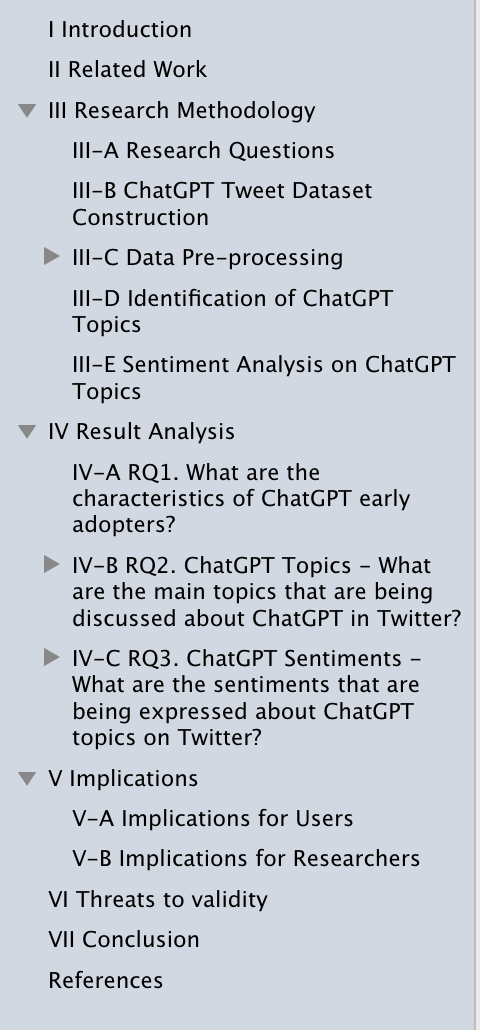 I Introduction
II Related Work
III Research Methodology
III-A Research Questions
III-B ChatGPT Tweet Dataset
Construction
III-C Data Pre-processing
III-D Identification of ChatGPT
Topics
III-E Sentiment Analysis on ChatGPT
Topics
IV Result Analysis
IV-A RQ1. What are the
characteristics of ChatGPT early
adopters?
IV-B RQ2. ChatGPT Topics – What
are the main topics that are being
discussed about ChatGPT in Twitter?
IV-C RQ3. ChatGPT Sentiments –
What are the sentiments that are
being expressed about ChatGPT
topics on Twitter?
V Implications
V-A Implications for Users
V-B Implications for Researchers
VI Threats to validity
VII Conclusion
References